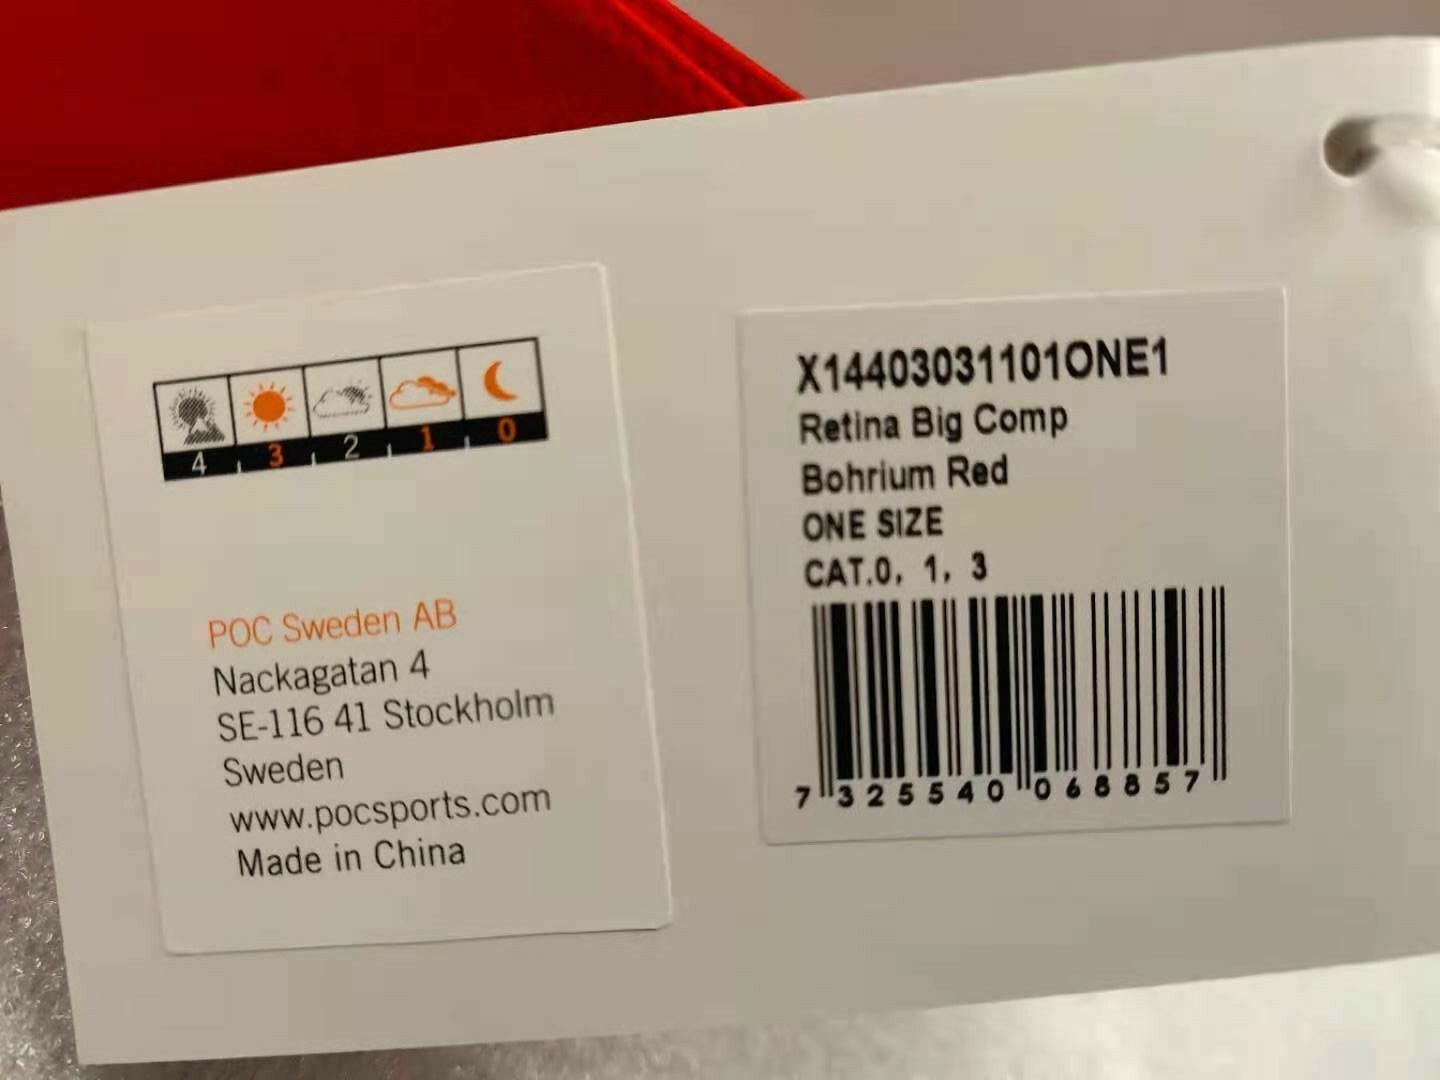 4 3 2 1 0
POC Sweden AB
Nackagatan 4
SE-116 41 Stockholm
Sweden
www.pocsports.com
Made in China
X14403031101ONE1
Retina Big Comp
Bohrium Red
ONE SIZE
CAT.0, 1, 3
7 325540 068857